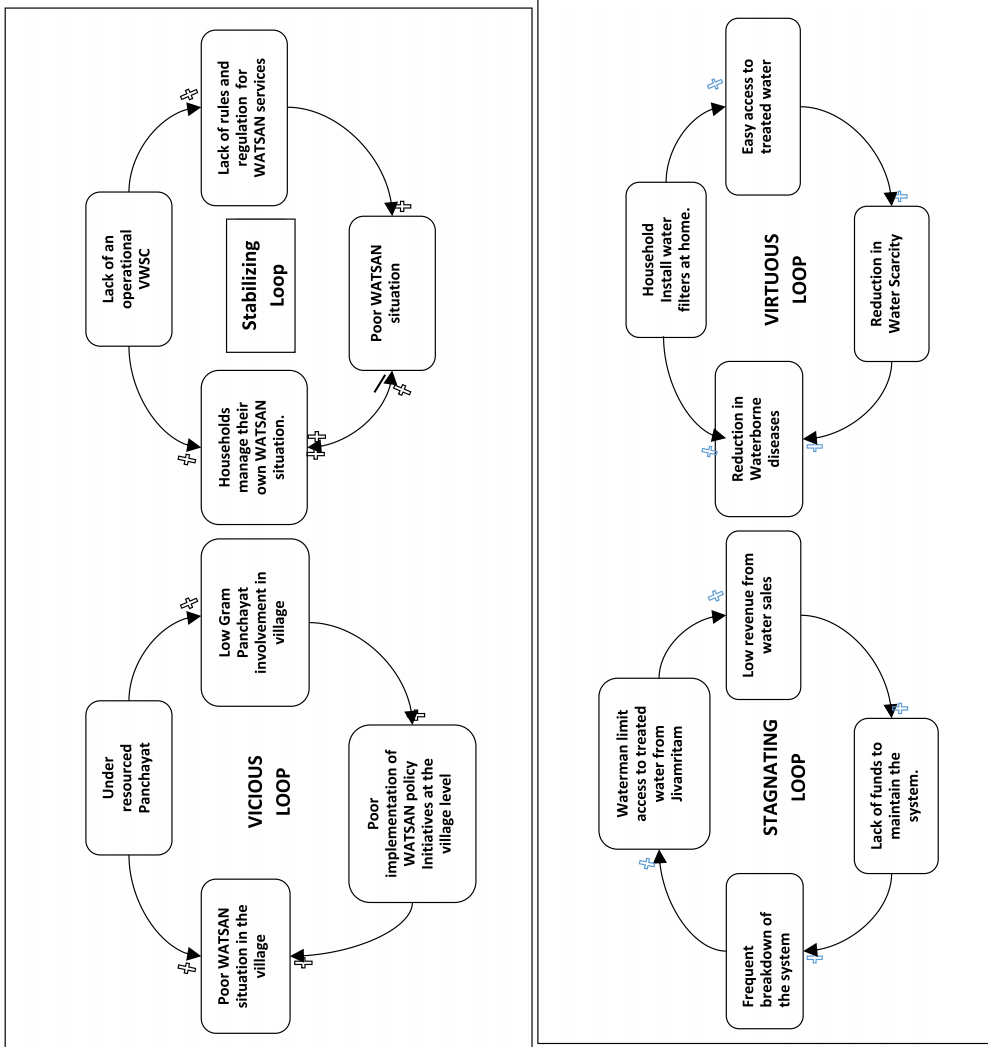 Under
resourced
Panchayat
Low Gram
Panchayat
involvement in
village
VICIOUS
LOOP
Poor
implementation of
WATSAN policy
Initiatives at the
village level
Poor WATSAN
situation in the
village
Lack of an
operational
VWSC
Lack of rules and
regulation for
WATSAN services
Stabilizing
Loop
Poor WATSAN
situation
Households
manage their
own WATSAN
situation.
Waterman limit
access to treated
water from
Jivamritam
Low revenue from
water sales
STAGNATING
LOOP
Lack of funds to
maintain the
system.
Frequent
breakdown of
the system
Household
Install water
filters at home.
Easy access to
treated water
VIRTUOUS
LOOP
Reduction in
Water Scarcity
Reduction in
Waterborne
diseases